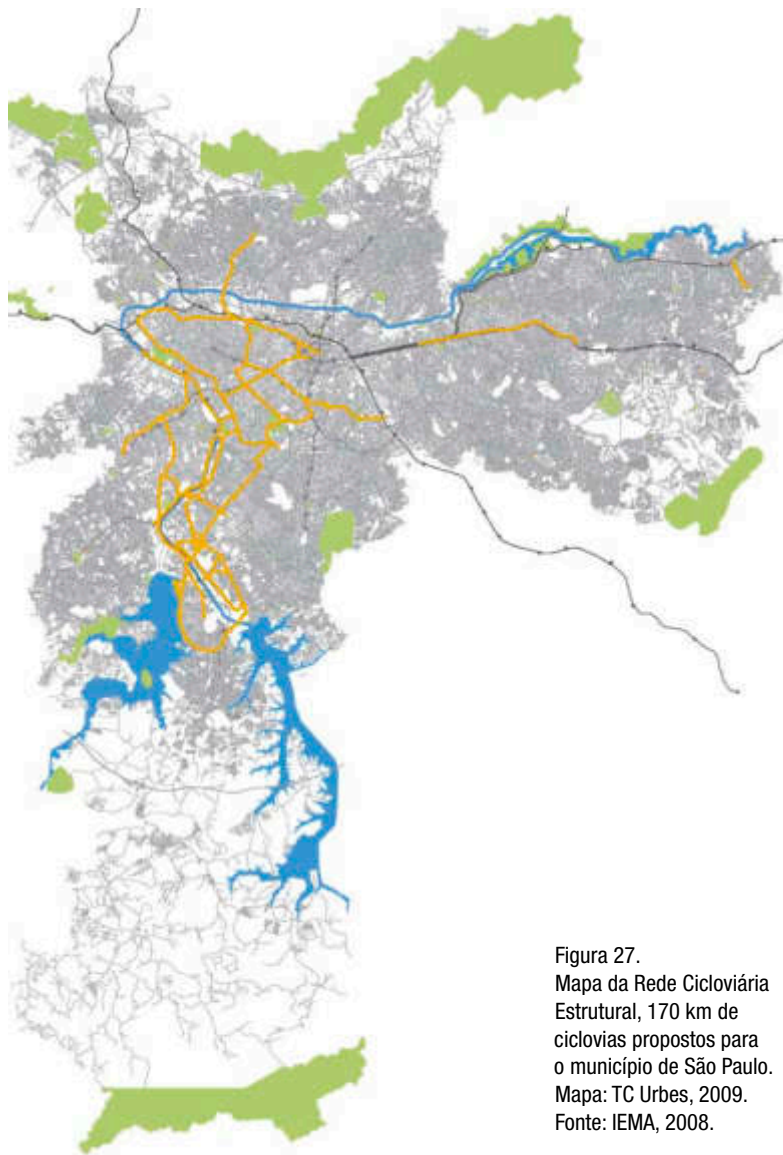 Figura 27.
Mapa da Rede Cicloviária
Estrutural, 170 km de
ciclovias propostos para
o município de São Paulo.
Mapa: TC Urbes, 2009.
Fonte: IEMA, 2008.